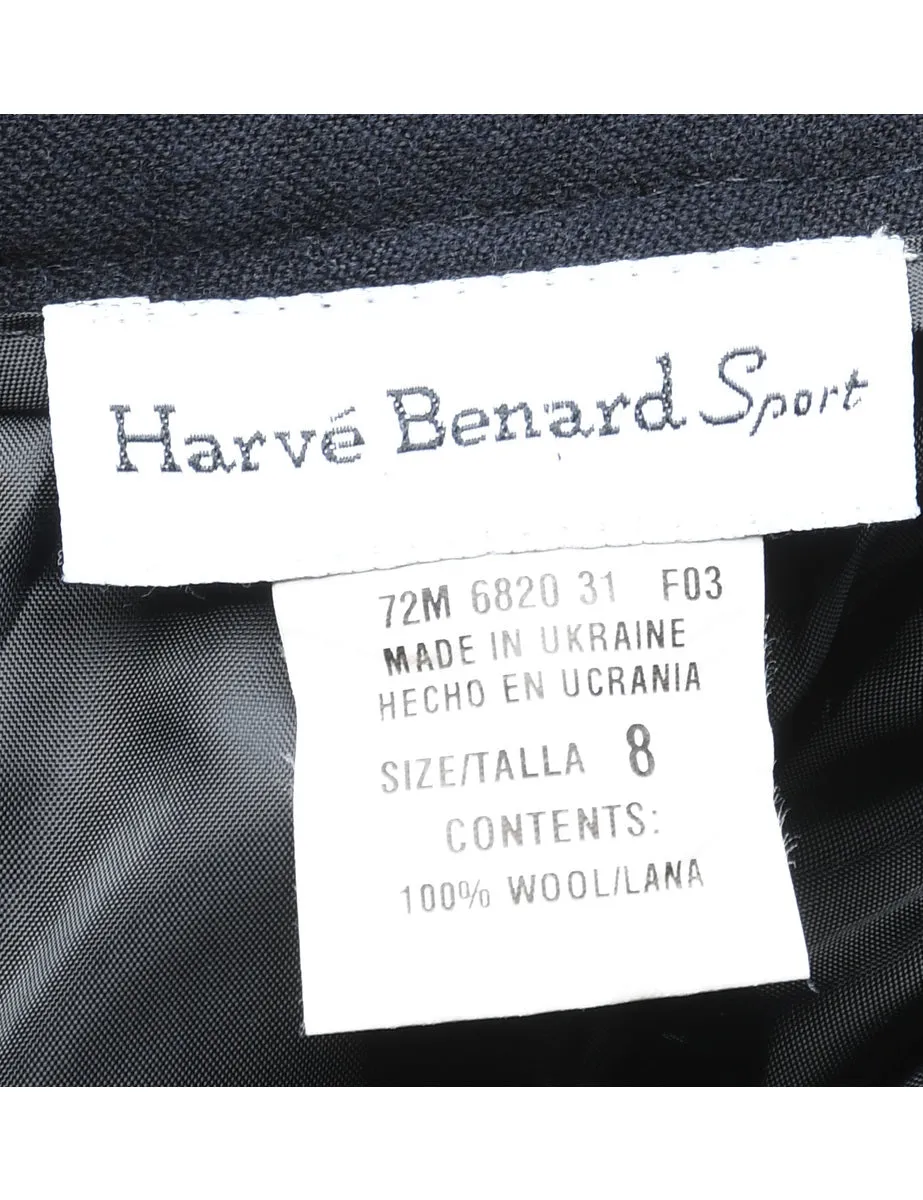 Harvé Benard Sport
72M 6820 31 F03
MADE IN UKRAINE
HECHO EN UCRANIA
SIZE/TALLA 8
CONTENTS:
100% WOOL/LANA